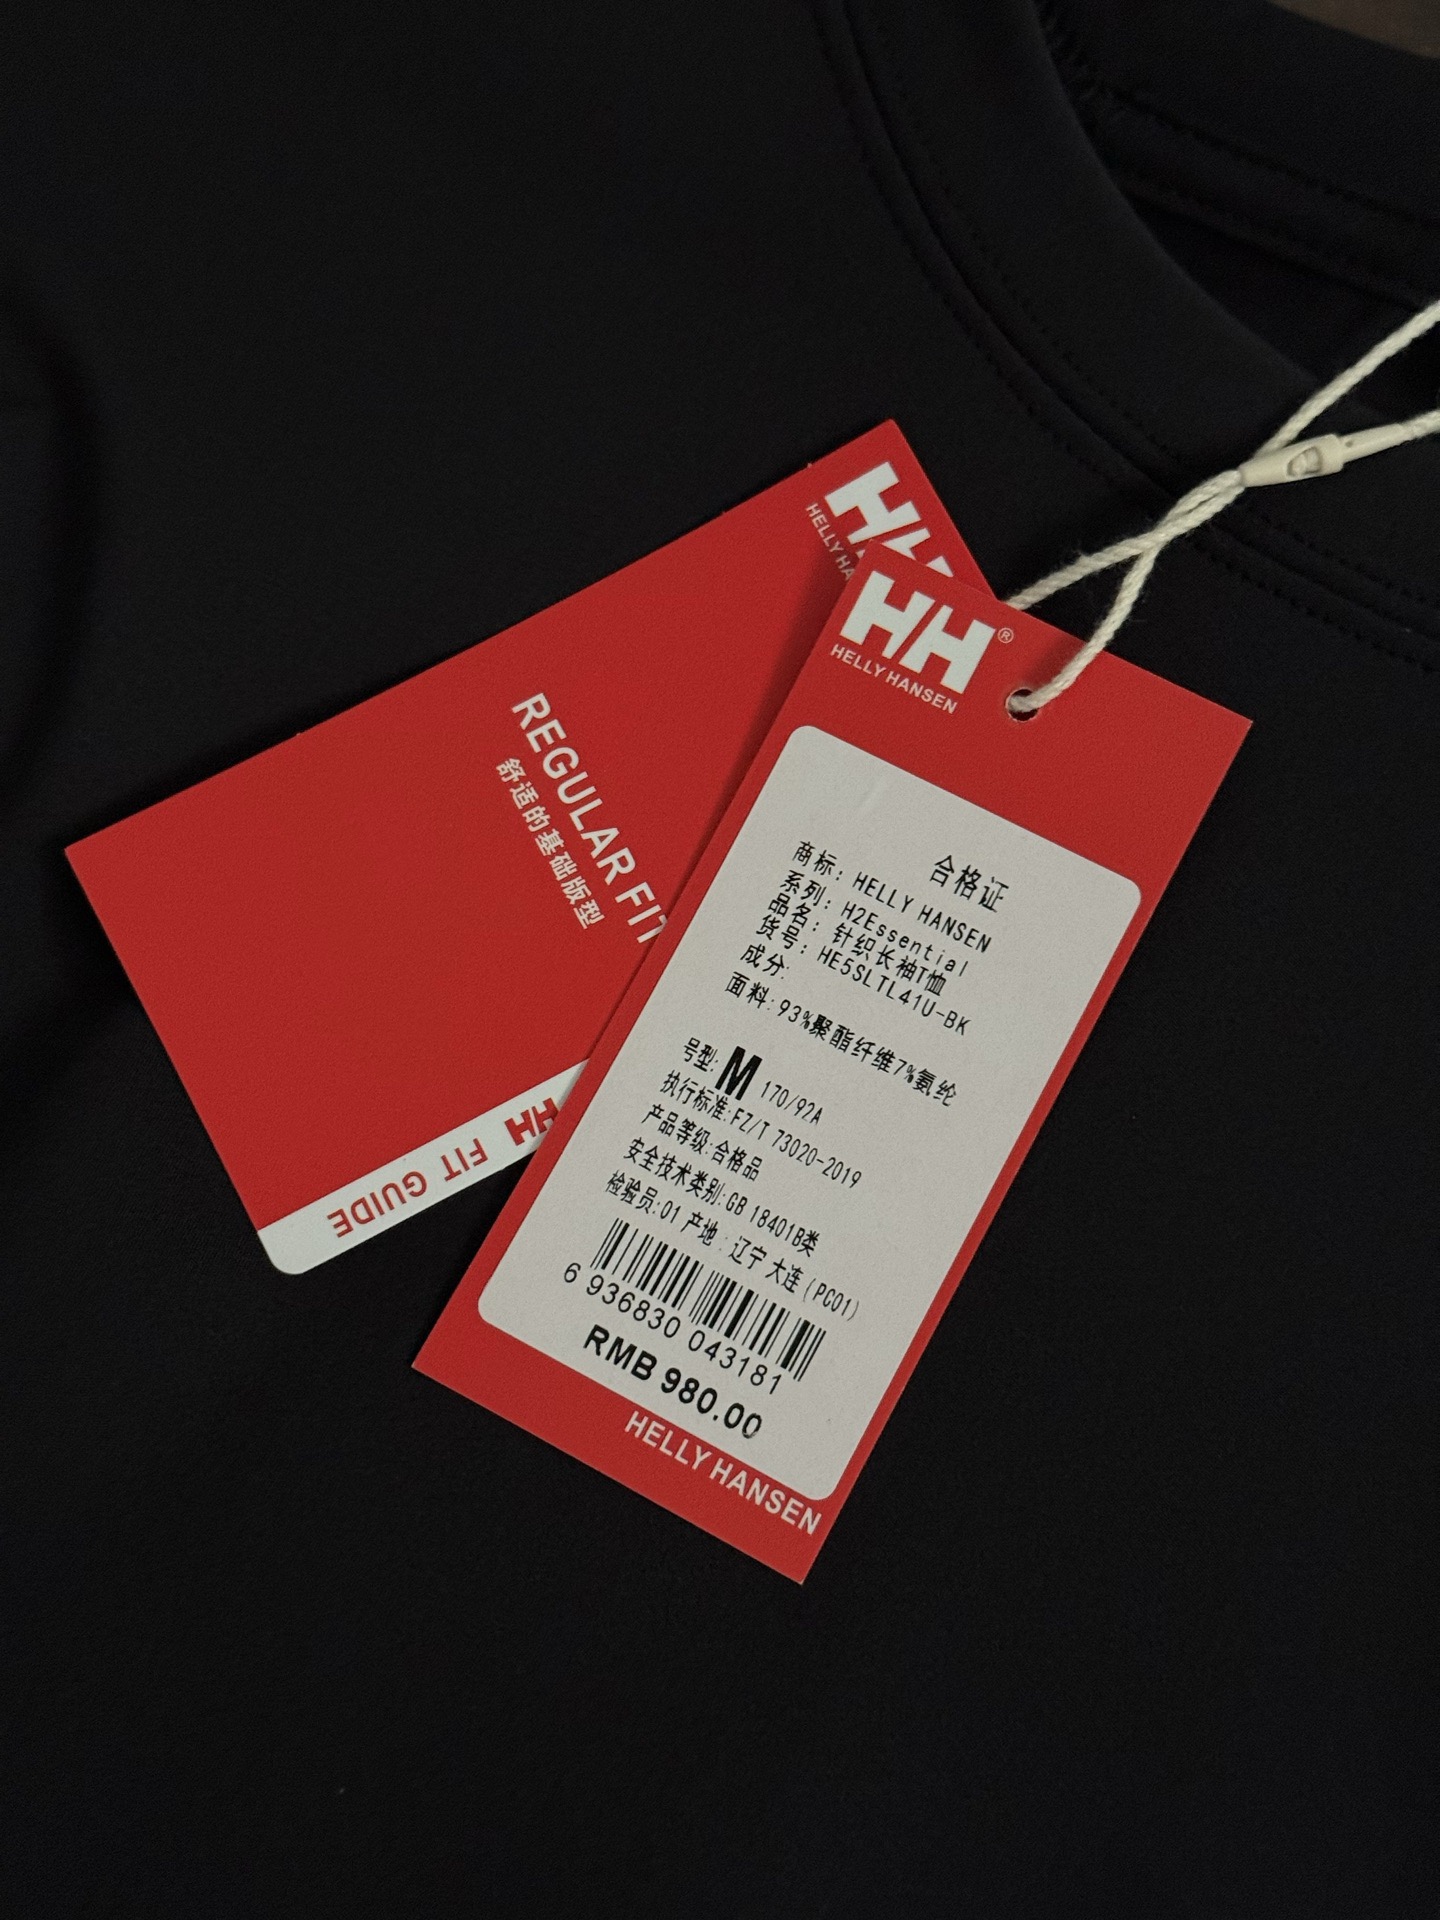 HH
HELLY HA
REGULAR FIT
舒适的基础版型
HH FIT GUIDE
HH®
HELLY HANSEN
合格证
商标: HELLY HANSEN
系列: H2Essential
品名: 针织长袖T恤
货号: HE5SLTL41U-BK
成分:
面料: 93%聚酯纤维7%氨纶
号型: M 170/92A
执行标准: FZ/T 73020-2019
产品等级: 合格品
安全技术类别: GB 18401B类
检验员: 01 产地: 辽宁 大连 (PC01)
6 936830 043181
RMB 980.00
HELLY HANSEN